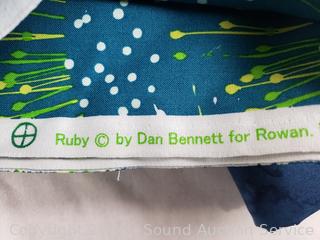 Ruby © by Dan Bennett for Rowan.
Sound Auction Service